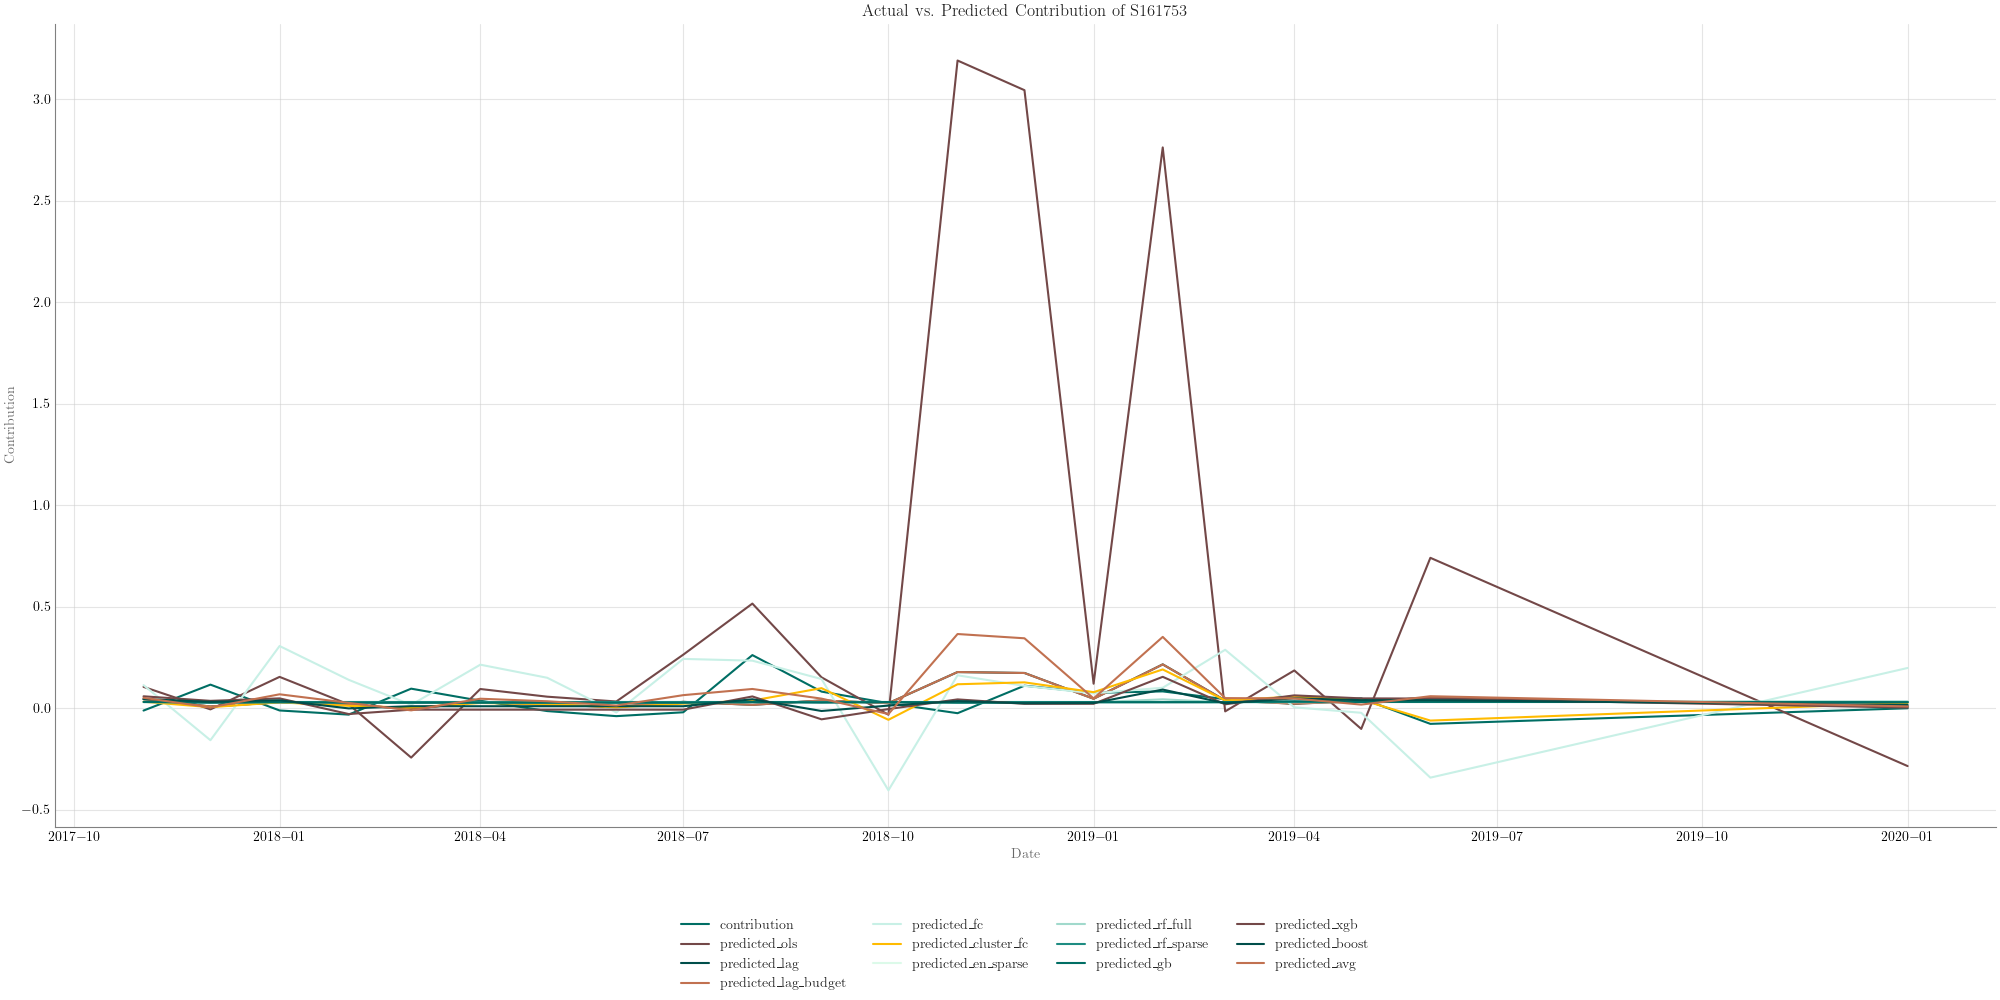 Actual vs. Predicted Contribution of S161753
3.0
2.5
2.0
1.5
1.0
0.5
0.0
−0.5
Contribution
2017−10 2018−01 2018−04 2018−07 2018−10 2019−01 2019−04 2019−07 2019−10 2020−01
Date
contribution predicted_fc predicted_rf_full predicted_xgb
predicted_ols predicted_cluster_fc predicted_rf_sparse predicted_boost
predicted_lag predicted_en_sparse predicted_gb predicted_avg
predicted_lag_budget